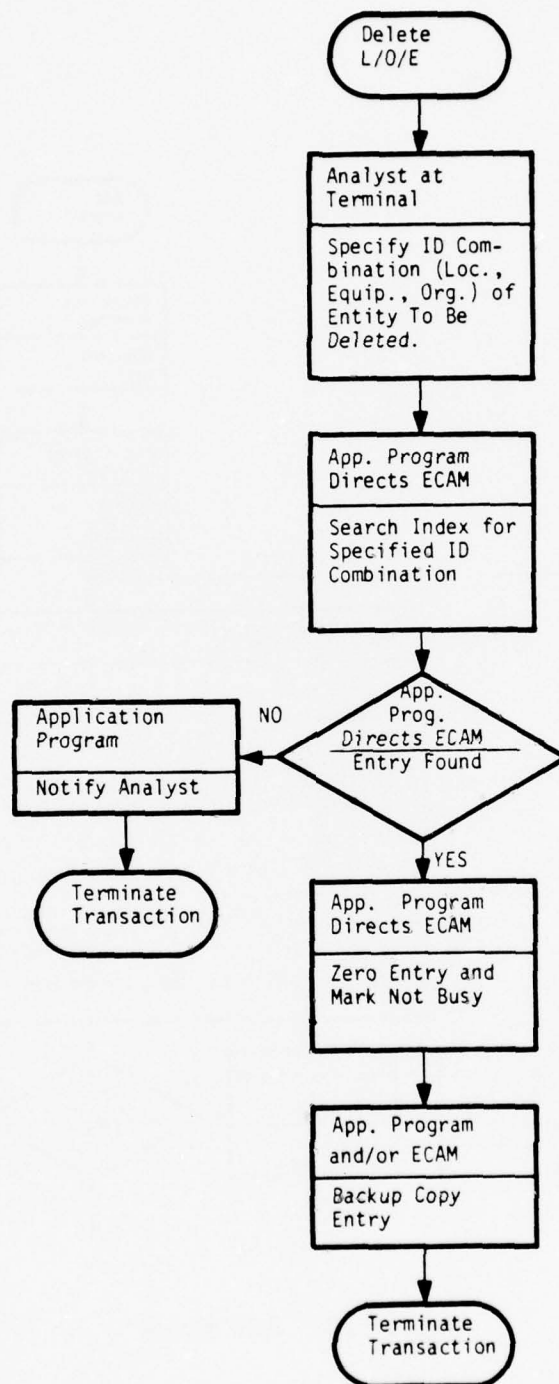 Delete
L/O/E
Analyst at
Terminal
Specify ID Com-
bination (Loc.,
Equip., Org.) of
Entity To Be
Deleted.
App. Program
Directs ECAM
Search Index for
Specified ID
Combination
App.
Prog.
Directs ECAM
Entry Found
NO
Application
Program
Notify Analyst
Terminate
Transaction
YES
App. Program
Directs ECAM
Zero Entry and
Mark Not Busy
App. Program
and/or ECAM
Backup Copy
Entry
Terminate
Transaction